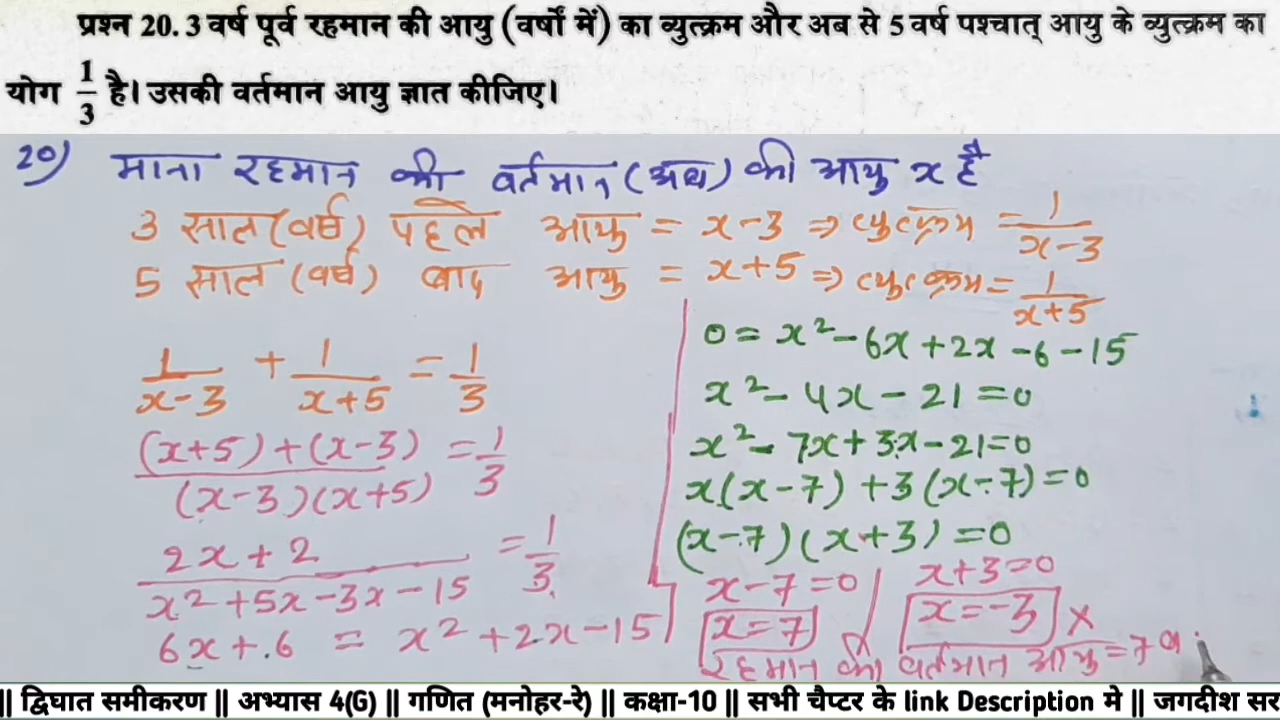 प्रश्न 20. 3 वर्ष पूर्व रहमान की आयु (वर्षों में) का व्युत्क्रम और अब से 5 वर्ष पश्चात् आयु के व्युत्क्रम का
योग 1/3 है। उसकी वर्तमान आयु ज्ञात कीजिए।
20) माना रहमान की वर्तमान (अब) की आयु x है
3 साल (वर्ष) पहले आयु = x-3 ⇒ व्युत्क्रम = 1/(x-3)
5 साल (वर्ष) बाद आयु = x+5 ⇒ व्युत्क्रम = 1/(x+5)
1/(x-3) + 1/(x+5) = 1/3
(x+5)+(x-3)/(x-3)(x+5) = 1/3
2x+2/x²+5x-3x-15 = 1/3
6x+6 = x²+2x-15
0 = x²-6x+2x-6-15
x²-4x-21=0
x²-7x+3x-21=0
x(x-7)+3(x-7)=0
(x-7)(x+3)=0
x-7=0 / x+3=0
x=7 / x=-3 ×
रहमान की वर्तमान आयु = 7 व
|| द्विघात समीकरण || अभ्यास 4(G) || गणित (मनोहर-रे) || कक्षा-10 || सभी चैप्टर के link Description मे || जगदीश सर